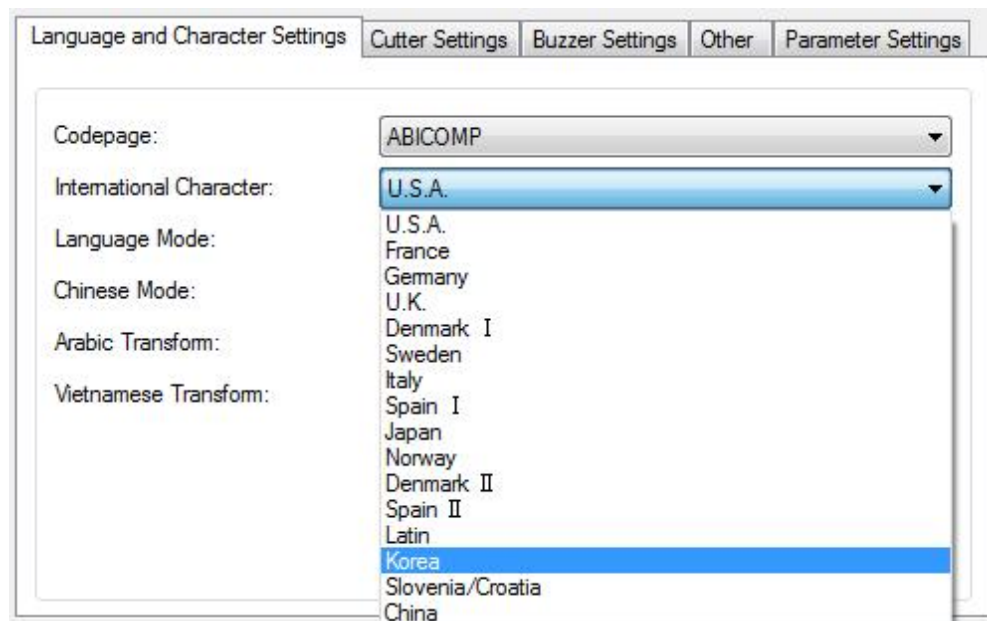 Language and Character Settings Cutter Settings Buzzer Settings Other Parameter Settings
Codepage: ABICOMP
International Character: U.S.A.
Language Mode:
Chinese Mode:
Arabic Transform:
Vietnamese Transform:
U.S.A.
France
Germany
U.K.
Denmark Ⅰ
Sweden
Italy
Spain Ⅰ
Japan
Norway
Denmark Ⅱ
Spain Ⅱ
Latin
Korea
Slovenia/Croatia
China